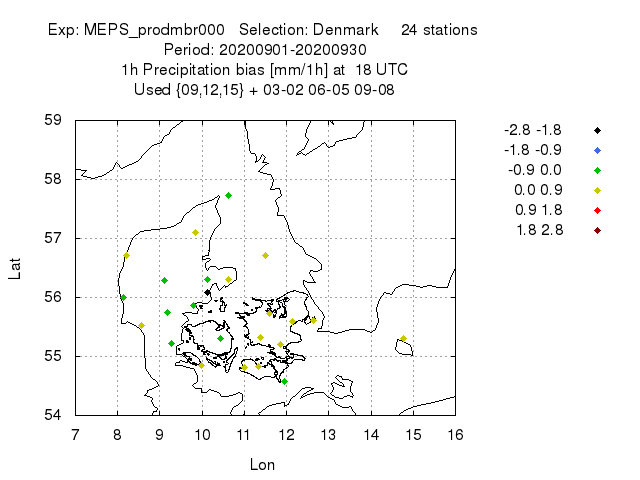 Exp: MEPS_prodmbr000 Selection: Denmark 24 stations
Period: 20200901-20200930
1h Precipitation bias [mm/1h] at 18 UTC
Used {09,12,15} + 03-02 06-05 09-08
59
58
57
56
55
54
Lat
7 8 9 10 11 12 13 14 15 16
Lon
-2.8 -1.8
-1.8 -0.9
-0.9 0.0
0.0 0.9
0.9 1.8
1.8 2.8